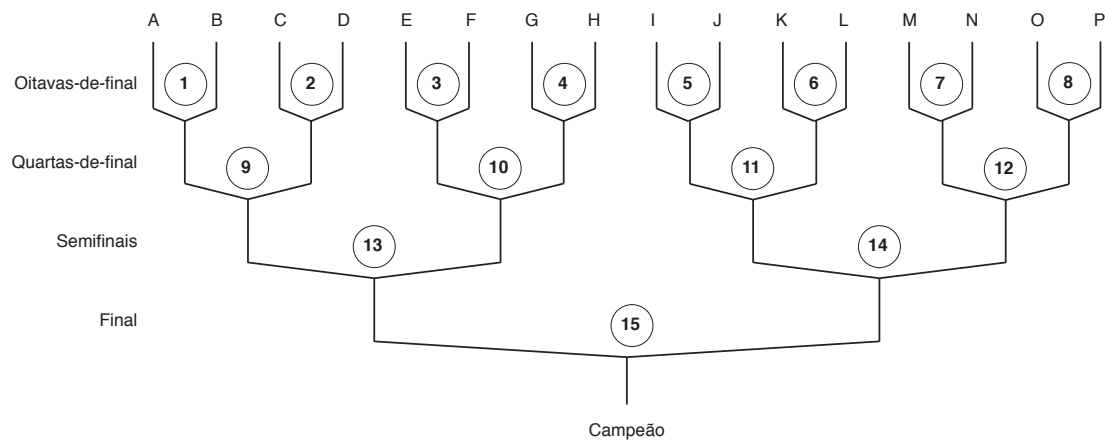 A B C D E F G H I J K L M N O P
Oitavas-de-final 1 2 3 4 5 6 7 8
Quartas-de-final 9 10 11 12
Semifinais 13 14
Final 15
Campeão